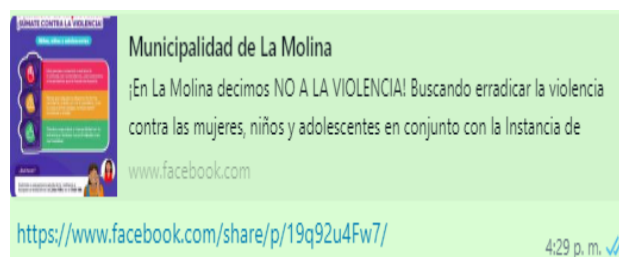 SÚMATE CONTRA LA VIOLENCIA
Municipalidad de La Molina
¡En La Molina decimos NO A LA VIOLENCIA! Buscando erradicar la violencia
contra las mujeres, niños y adolescentes en conjunto con la Instancia de
www.facebook.com
https://www.facebook.com/share/p/19q92u4Fw7/
4:29 p. m.